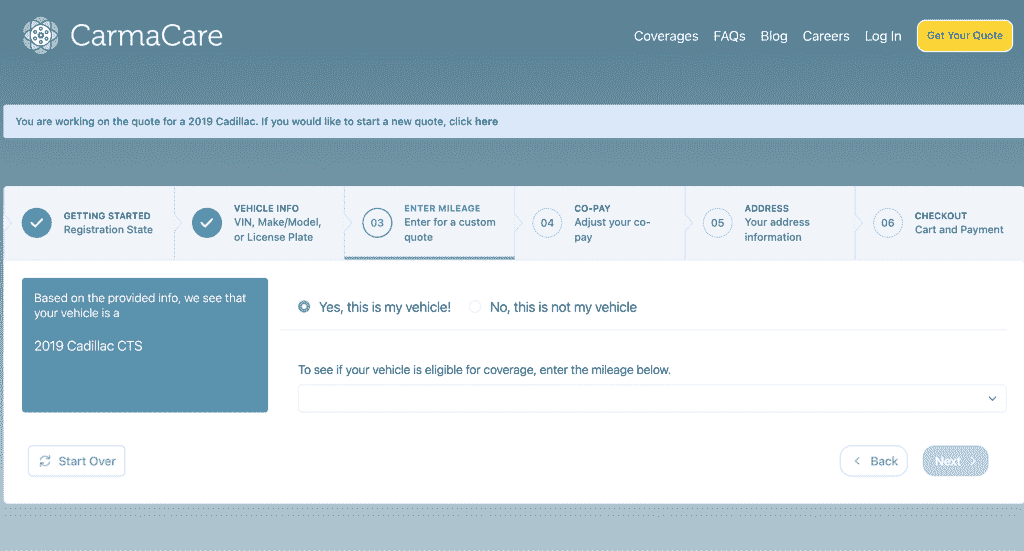 CarmaCare
Coverages FAQs Blog Careers Log In Get Your Quote
You are working on the quote for a 2019 Cadillac. If you would like to start a new quote, click here
GETTING STARTED
Registration State
VEHICLE INFO
VIN, Make/Model,
or License Plate
03
ENTER MILEAGE
Enter for a custom
quote
04
CO-PAY
Adjust your co-
pay
05
ADDRESS
Your address
information
06
CHECKOUT
Cart and Payment
Based on the provided info, we see that
your vehicle is a
2019 Cadillac CTS
Yes, this is my vehicle! No, this is not my vehicle
To see if your vehicle is eligible for coverage, enter the mileage below.
Start Over
Back
Next